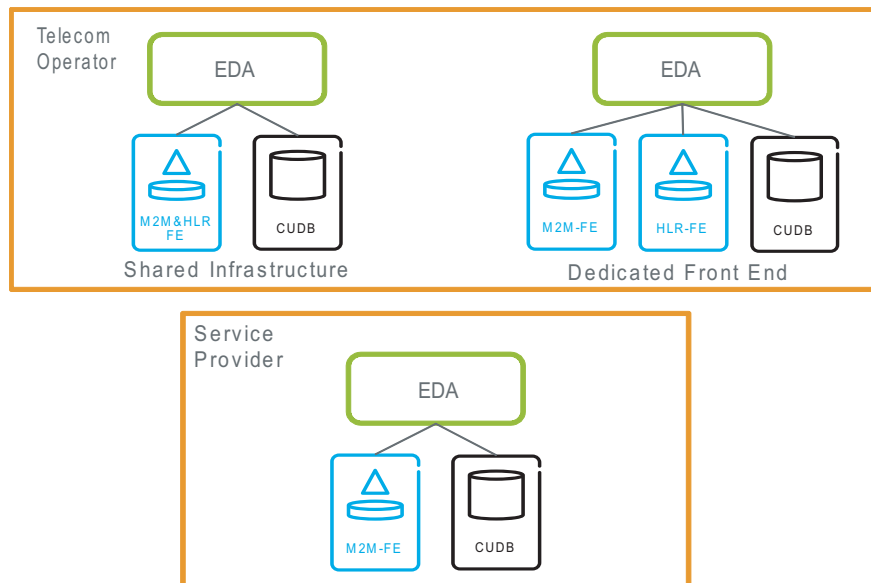 Telecom
Operator
EDA
EDA
M2M&HLR
FE
CUDB
M2M-FE
HLR-FE
CUDB
Shared Infrastructure
Dedicated Front End
Service
Provider
EDA
M2M-FE
CUDB